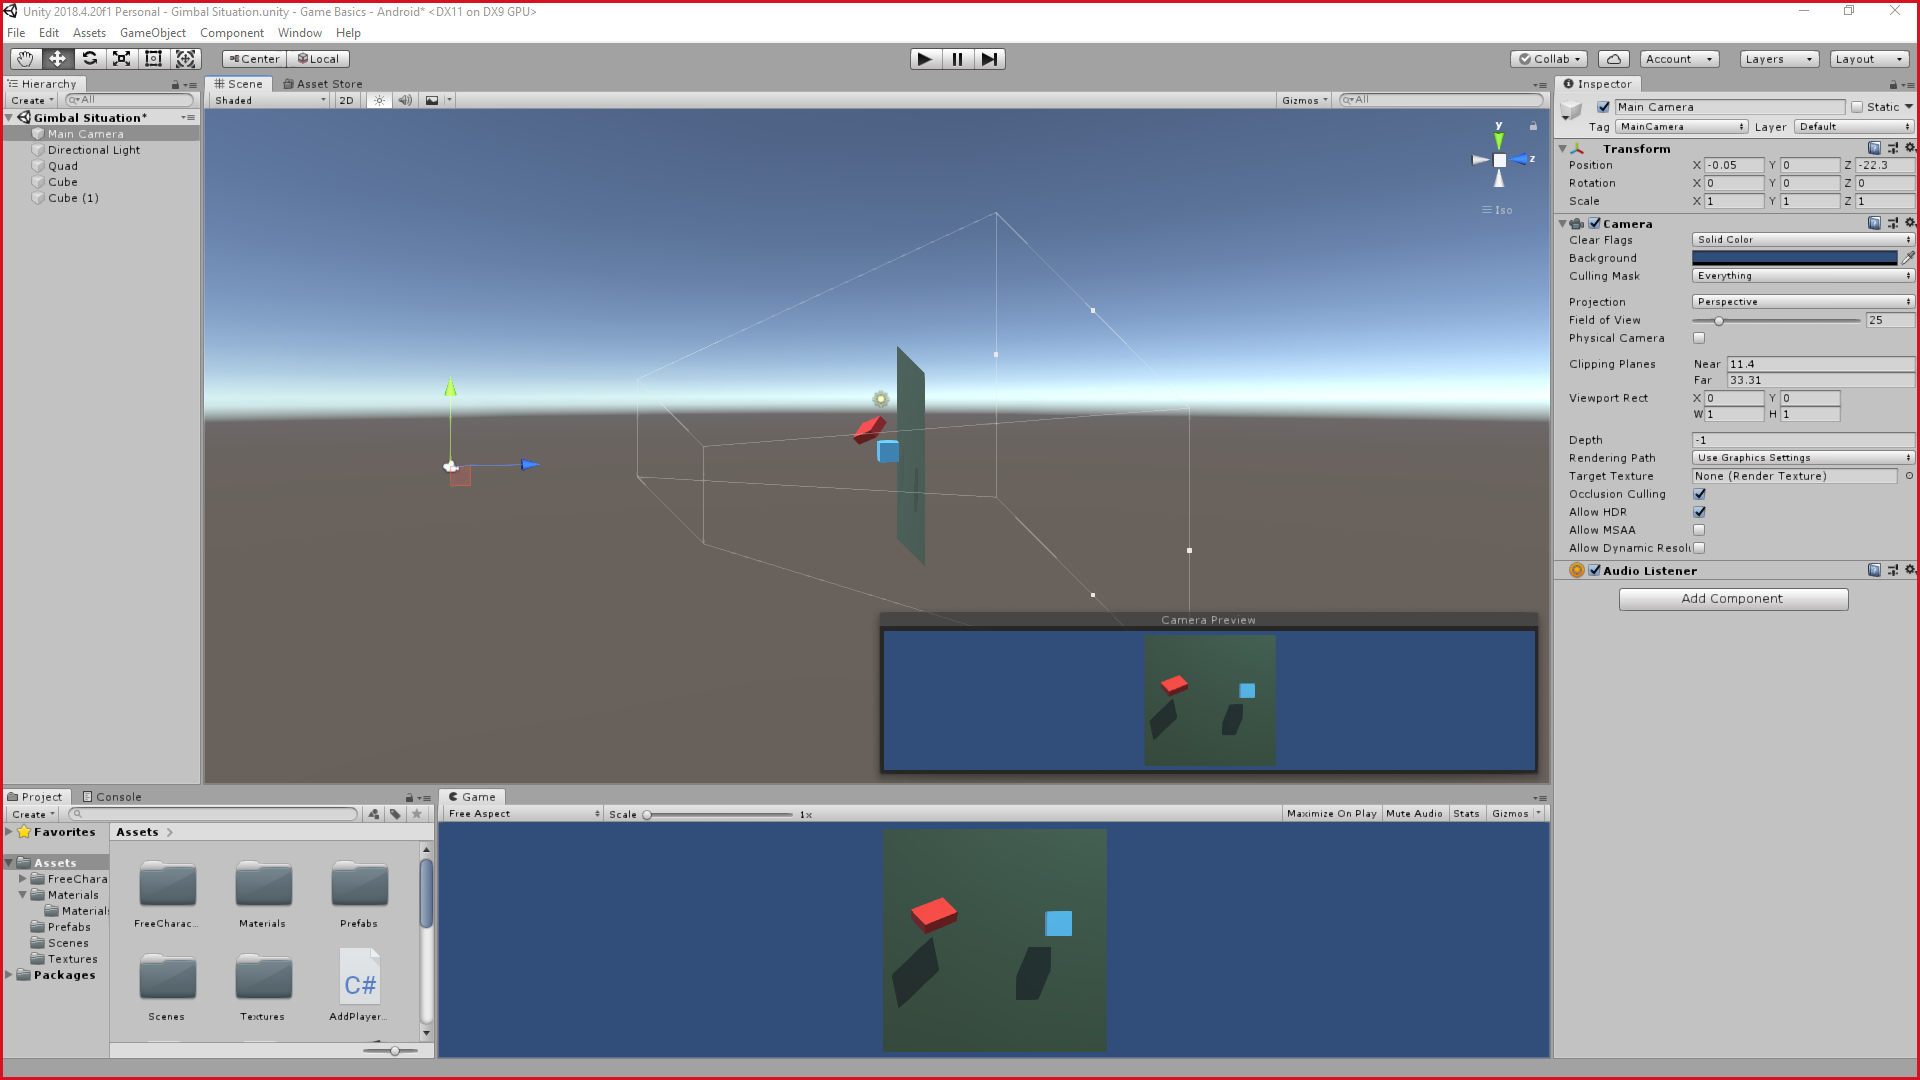 Unity 2018.4.20f1 Personal - Gimbal Situation.unity - Game Basics - Android* <DX11 on DX9 GPU>
File Edit Assets GameObject Component Window Help
Center Local
Collab Account Layers Layout
Hierarchy
Create All
Gimbal Situation*
Main Camera
Directional Light
Quad
Cube
Cube (1)
Scene Asset Store
Shaded 2D Gizmos All
y
z
Iso
Camera Preview
Inspector
Main Camera Static
Tag MainCamera Layer Default
Transform
Position X -0.05 Y 0 Z -22.3
Rotation X 0 Y 0 Z 0
Scale X 1 Y 1 Z 1
Camera
Clear Flags Solid Color
Background
Culling Mask Everything
Projection Perspective
Field of View 25
Physical Camera
Clipping Planes Near 11.4
Far 33.31
Viewport Rect X 0 Y 0
W 1 H 1
Depth -1
Rendering Path Use Graphics Settings
Target Texture None (Render Texture)
Occlusion Culling
Allow HDR
Allow MSAA
Allow Dynamic Resolu
Audio Listener
Add Component
Project Console
Create
Favorites
Assets
FreeChara
Materials
Materials
Prefabs
Scenes
Textures
Packages
Assets
FreeCharac... Materials Prefabs
C#
Scenes Textures AddPlayer...
Game
Free Aspect Scale 1x Maximize On Play Mute Audio Stats Gizmos